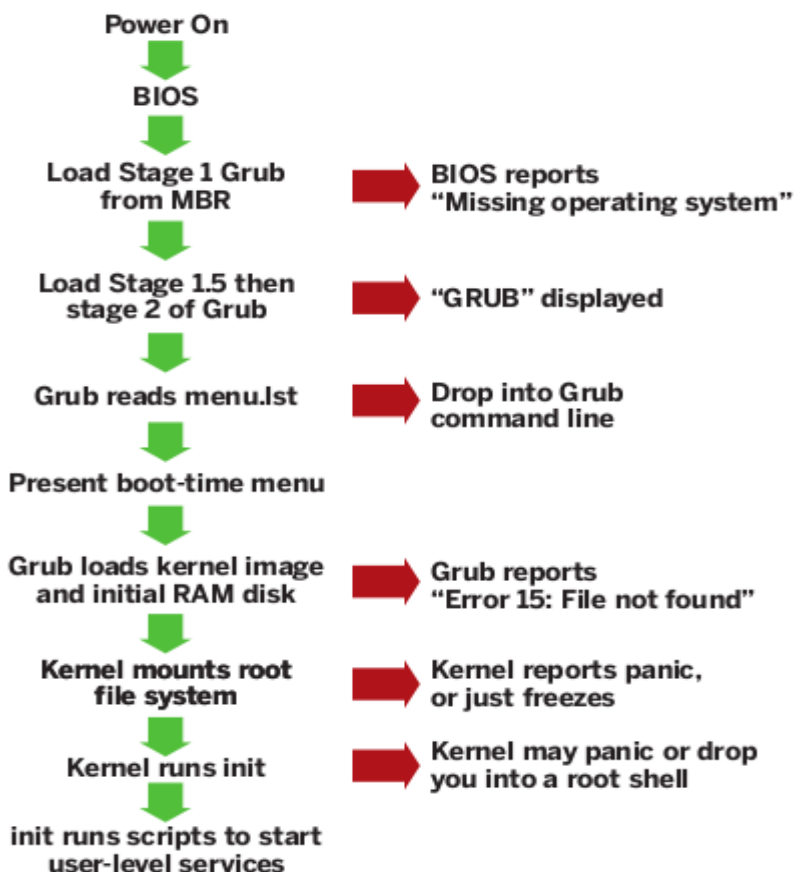 Power On
BIOS
Load Stage 1 Grub
from MBR
BIOS reports
“Missing operating system”
Load Stage 1.5 then
stage 2 of Grub
“GRUB” displayed
Grub reads menu.lst
Drop into Grub
command line
Present boot-time menu
Grub loads kernel image
and initial RAM disk
Grub reports
“Error 15: File not found”
Kernel mounts root
file system
Kernel reports panic,
or just freezes
Kernel runs init
Kernel may panic or drop
you into a root shell
init runs scripts to start
user-level services